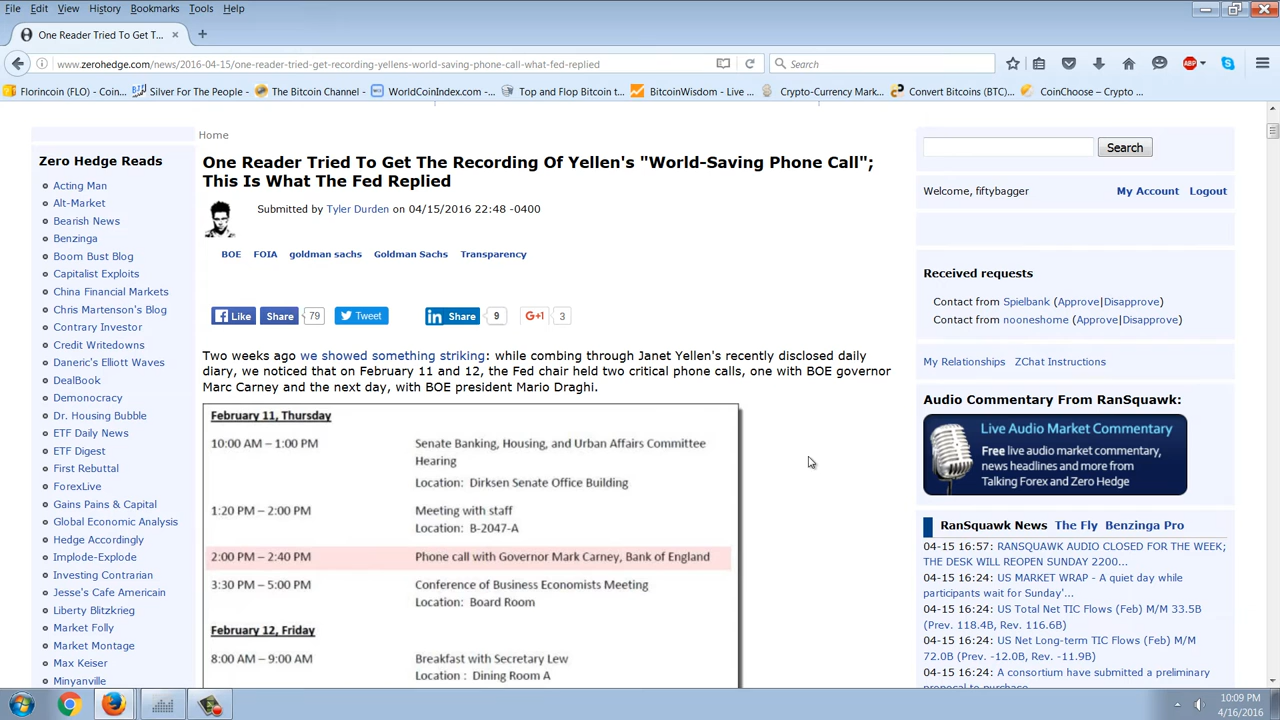 File Edit View History Bookmarks Tools Help
One Reader Tried To Get T...
www.zerohedge.com/news/2016-04-15/one-reader-tried-get-recording-yellens-world-saving-phone-call-what-fed-replied
Search
Florincoin (FLO) - Coin... Silver For The People - ... The Bitcoin Channel - ... WorldCoinIndex.com -... Top and Flop Bitcoin t... BitcoinWisdom - Live ... Crypto-Currency Mark... Convert Bitcoins (BTC)... CoinChoose – Crypto ...
Home
Zero Hedge Reads
Acting Man
Alt-Market
Bearish News
Benzinga
Boom Bust Blog
Capitalist Exploits
China Financial Markets
Chris Martenson's Blog
Contrary Investor
Credit Writedowns
Daneric's Elliott Waves
DealBook
Demonocracy
Dr. Housing Bubble
ETF Daily News
ETF Digest
First Rebuttal
ForexLive
Gains Pains & Capital
Global Economic Analysis
Hedge Accordingly
Implode-Explode
Investing Contrarian
Jesse's Cafe Americain
Liberty Blitzkrieg
Market Folly
Market Montage
Max Keiser
Minyanville
One Reader Tried To Get The Recording Of Yellen's "World-Saving Phone Call";
This Is What The Fed Replied
Submitted by Tyler Durden on 04/15/2016 22:48 -0400
BOE FOIA goldman sachs Goldman Sachs Transparency
Like Share 79 Tweet Share 9 G+1 3
Two weeks ago we showed something striking: while combing through Janet Yellen's recently disclosed daily
diary, we noticed that on February 11 and 12, the Fed chair held two critical phone calls, one with BOE governor
Marc Carney and the next day, with BOE president Mario Draghi.
February 11, Thursday
10:00 AM – 1:00 PM Senate Banking, Housing, and Urban Affairs Committee
Hearing
Location: Dirksen Senate Office Building
1:20 PM – 2:00 PM Meeting with staff
Location: B-2047-A
2:00 PM – 2:40 PM Phone call with Governor Mark Carney, Bank of England
3:30 PM – 5:00 PM Conference of Business Economists Meeting
Location: Board Room
February 12, Friday
8:00 AM – 9:00 AM Breakfast with Secretary Lew
Location : Dining Room A
Search
Welcome, fiftybagger My Account Logout
Received requests
Contact from Spielbank (Approve|Disapprove)
Contact from nooneshome (Approve|Disapprove)
My Relationships ZChat Instructions
Audio Commentary From RanSquawk:
Live Audio Market Commentary
Free live audio market commentary,
news headlines and more from
Talking Forex and Zero Hedge
RanSquawk News The Fly Benzinga Pro
04-15 16:57: RANSQUAWK AUDIO CLOSED FOR THE WEEK;
THE DESK WILL REOPEN SUNDAY 2200...
04-15 16:24: US MARKET WRAP - A quiet day while
participants wait for Sunday'...
04-15 16:24: US Total Net TIC Flows (Feb) M/M 33.5B
(Prev. 118.4B, Rev. 116.6B)
04-15 16:24: US Net Long-term TIC Flows (Feb) M/M
72.0B (Prev. -12.0B, Rev. -11.9B)
04-15 16:24: A consortium have submitted a preliminary
proposal to purchase...
10:09 PM
4/16/2016